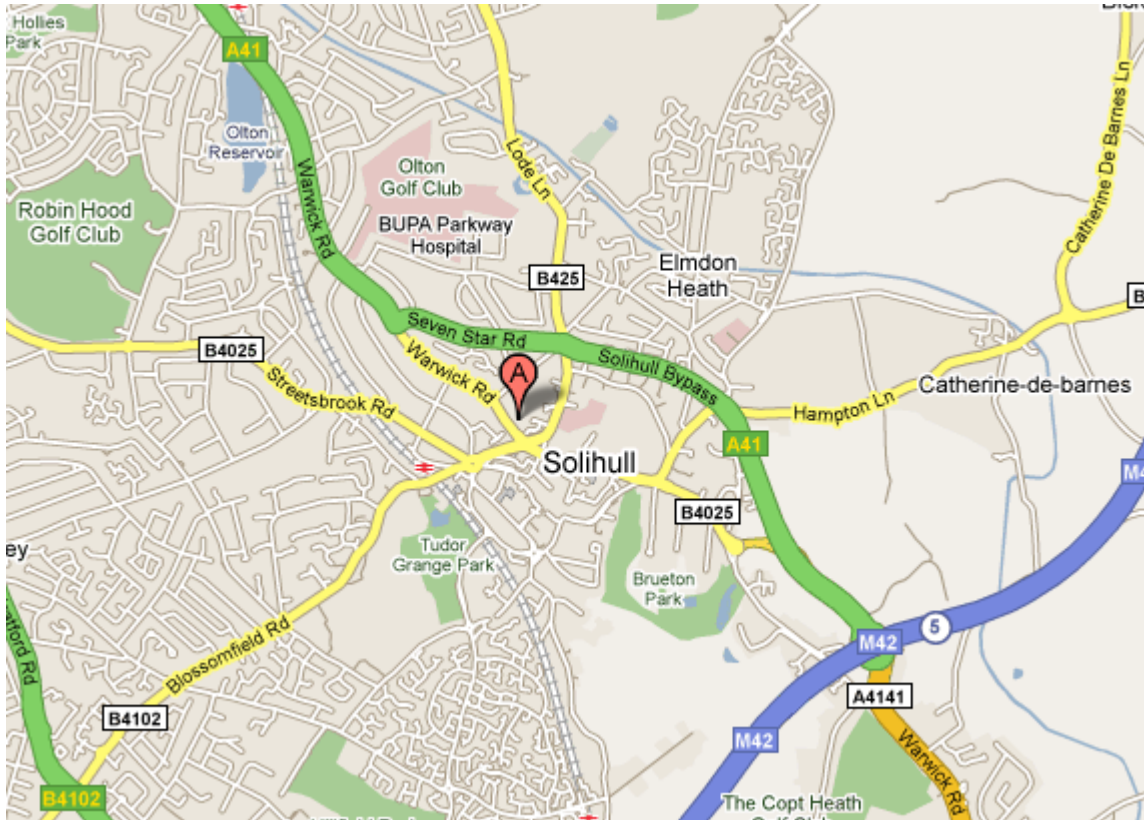 Hollies
Park
A41
Olton
Reservoir
Warwick Rd
Olton
Golf Club
Lode Ln
Catherine De Barnes Ln
Robin Hood
Golf Club
BUPA Parkway
Hospital
Elmdon
Heath
B425
Seven Star Rd
Solihull Bypass
B4025
Warwick Rd
A
Streetsbrook Rd
Catherine-de-barnes
Hampton Ln
A41
Solihull
B4025
ey
Tudor
Grange Park
Brueton
Park
5
M42
Blossomfield Rd
A4141
B4102
M42
Warwick Rd
B4102
The Copt Heath